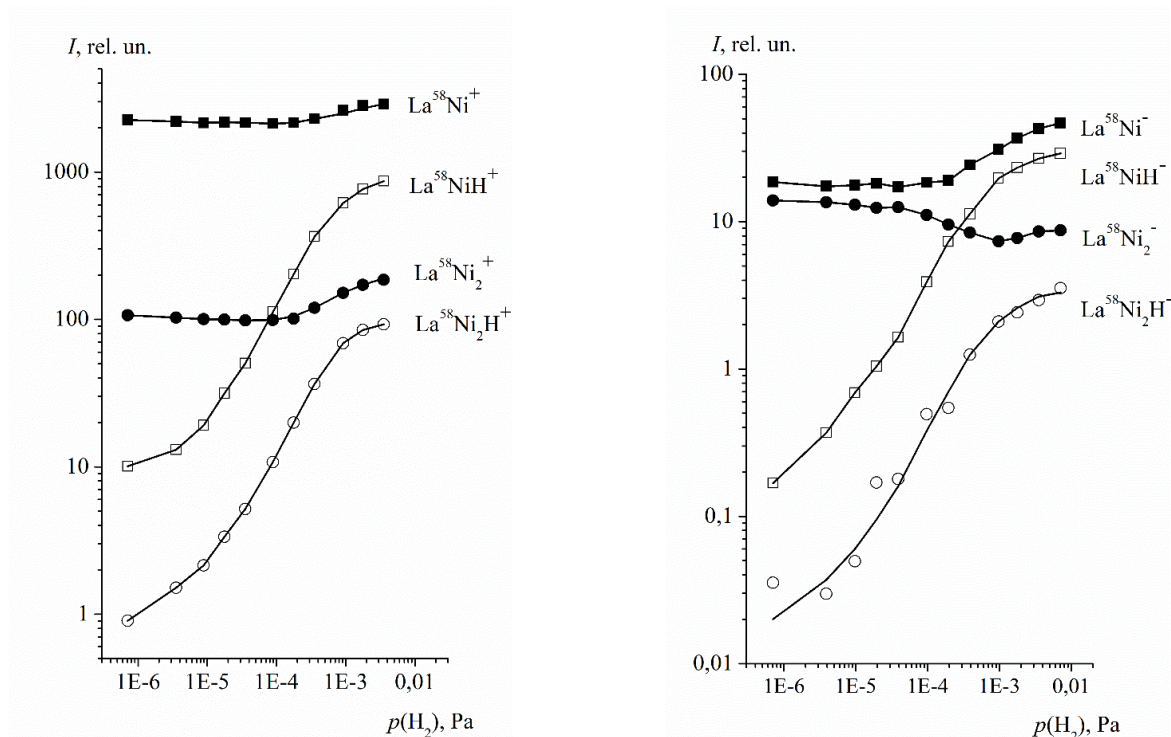 I, rel. un.
La⁵⁸Ni⁺
1000
La⁵⁸NiH⁺
La⁵⁸Ni₂⁺
100
La⁵⁸Ni₂H⁺
10
1
1E-6 1E-5 1E-4 1E-3 0,01
p(H₂), Pa
I, rel. un.
100
La⁵⁸Ni⁻
La⁵⁸NiH⁻
10
La⁵⁸Ni₂⁻
La⁵⁸Ni₂H⁻
1
0,1
0,01
1E-6 1E-5 1E-4 1E-3 0,01
p(H₂), Pa